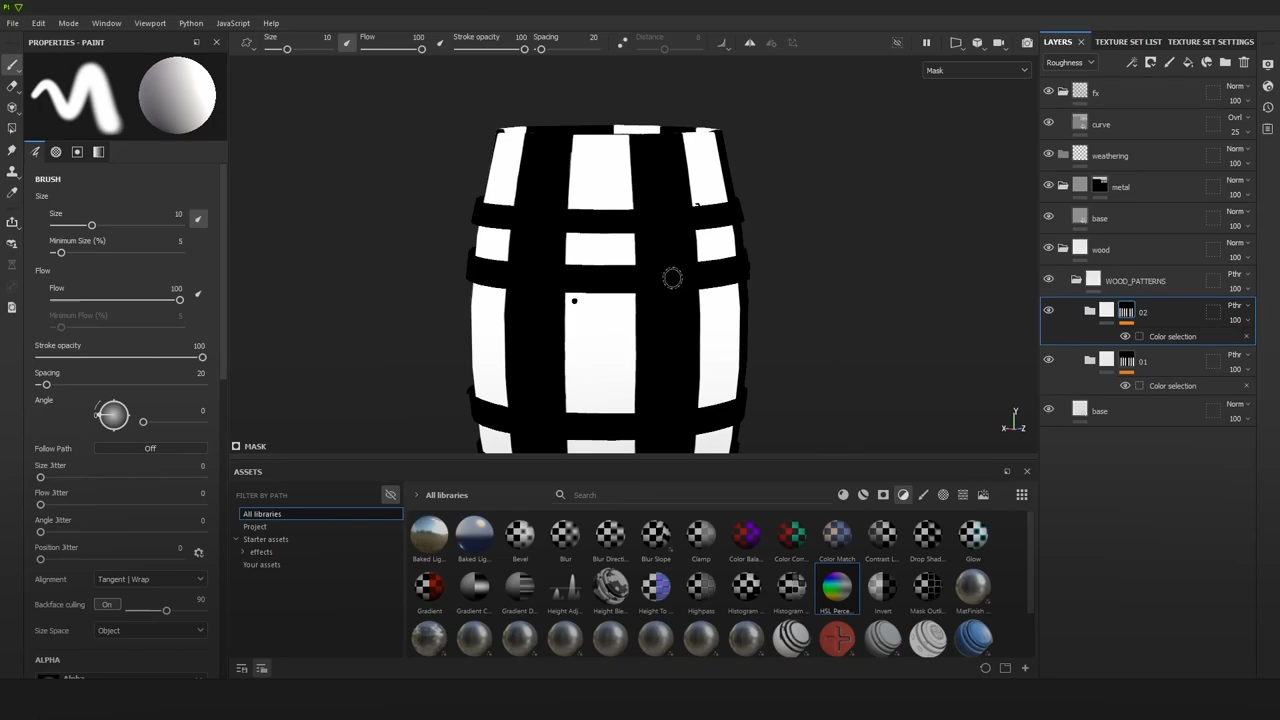 Pt
File Edit Mode Window Viewport Python JavaScript Help
Size 10 Flow 100 Stroke opacity 100 Spacing 20 Distance 8
PROPERTIES - PAINT
BRUSH
Size
Size 10
Minimum Size (%) 5
Flow
Flow 100
Minimum Flow (%) 5
Stroke opacity 100
Spacing 20
Angle 0
Follow Path Off
Size Jitter 0
Flow Jitter 0
Angle Jitter 0
Position Jitter 0
Alignment Tangent | Wrap
Backface culling On 90
Size Space Object
ALPHA
Alpha
Mask
Y
X Z
MASK
ASSETS
FILTER BY PATH
All libraries
Project
Starter assets
effects
Your assets
All libraries Search
Baked Lig... Bevel
Baked Lig... Blur Blur Directi... Blur Slope Clamp Color Bala... Color Corr... Color Match Contrast L... Drop Shad... Glow
Gradient Gradient C... Gradient D... Height Adj... Height Ble... Height To ... Highpass Histogram ... Histogram ... HSL Perce... Invert Mask Outli... MatFinish ...
LAYERS TEXTURE SET LIST TEXTURE SET SETTINGS
Roughness
fx Norm 100
curve Ovrl 25
weathering Norm 100
metal Norm 100
base Norm 100
wood Norm 100
WOOD_PATTERNS Pthr 100
02 Pthr 100
Color selection
01 Pthr 100
Color selection
base Norm 100